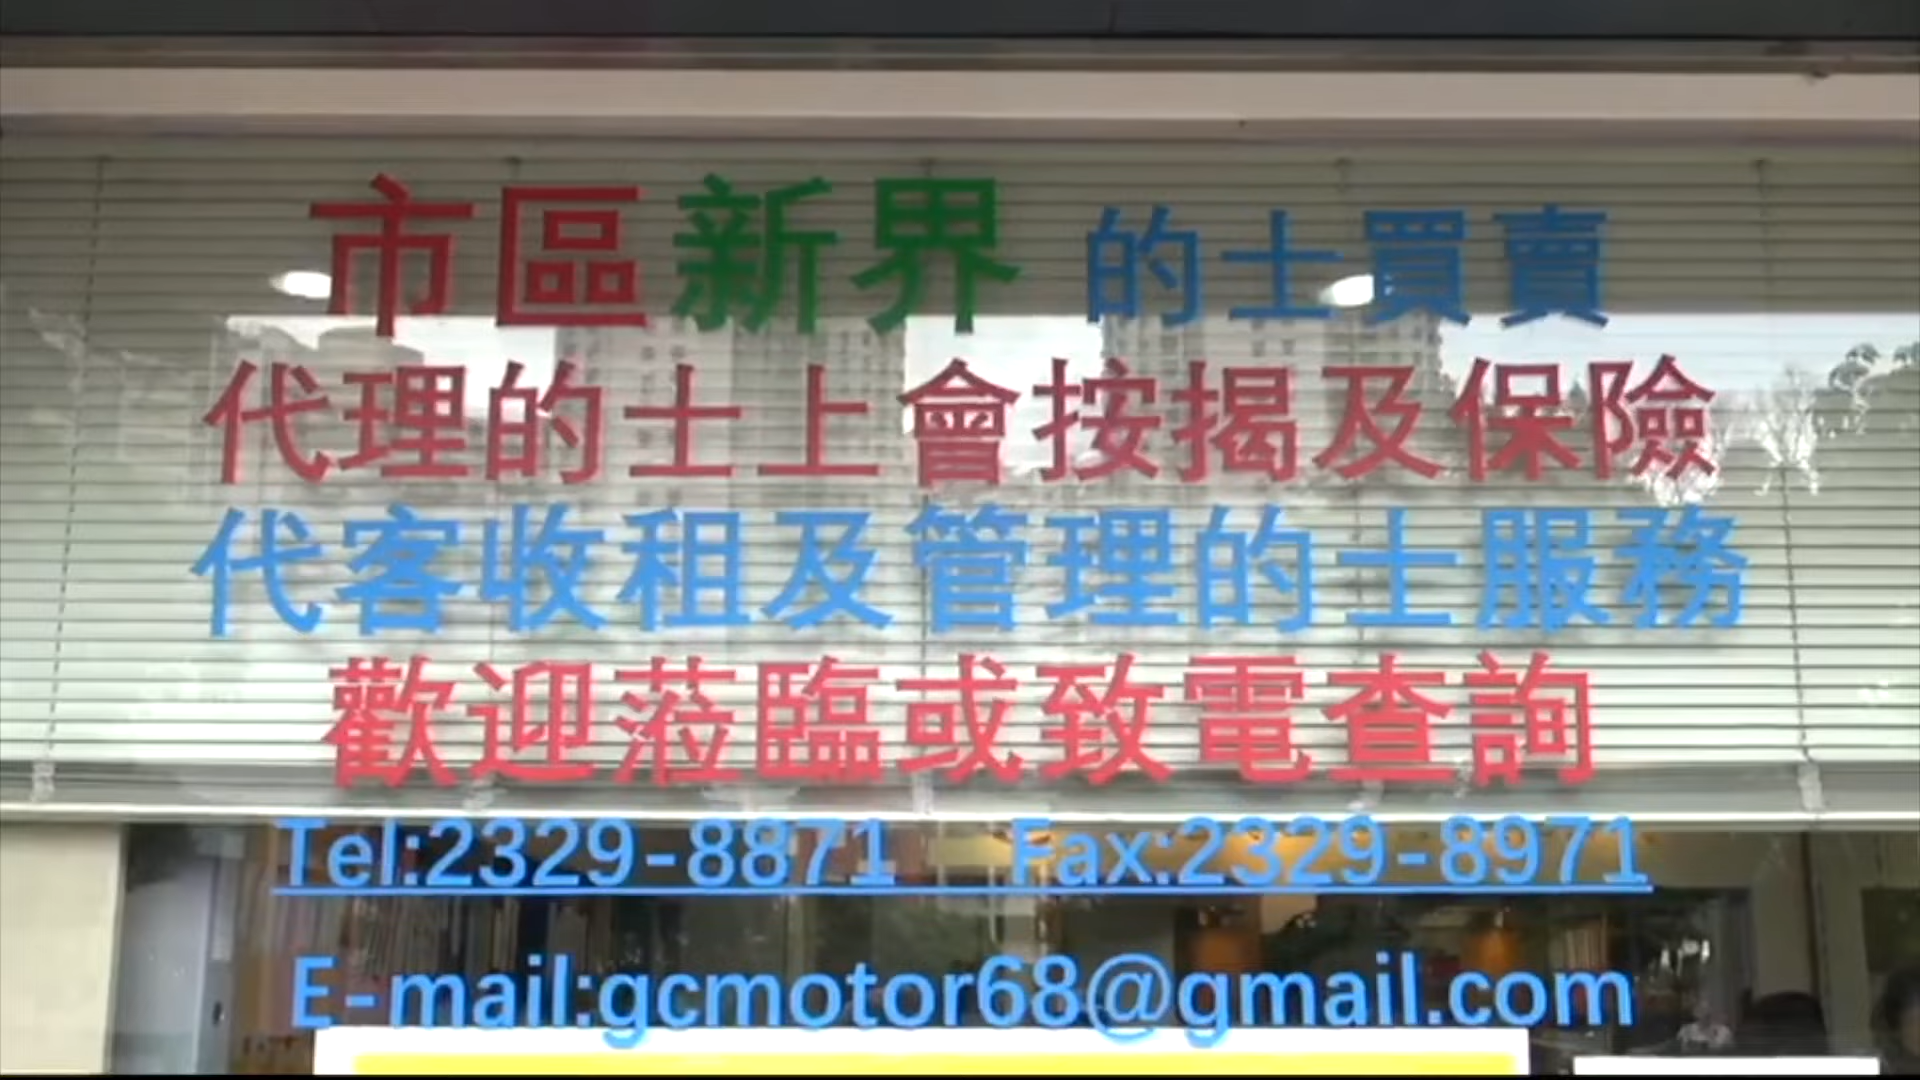 市區新界 的士買賣
代理的士上會按揭及保險
代客收租及管理的士服務
歡迎蒞臨或致電查詢
Tel:2329-8871 Fax:2329-8971
E-mail:gcmotor68@gmail.com